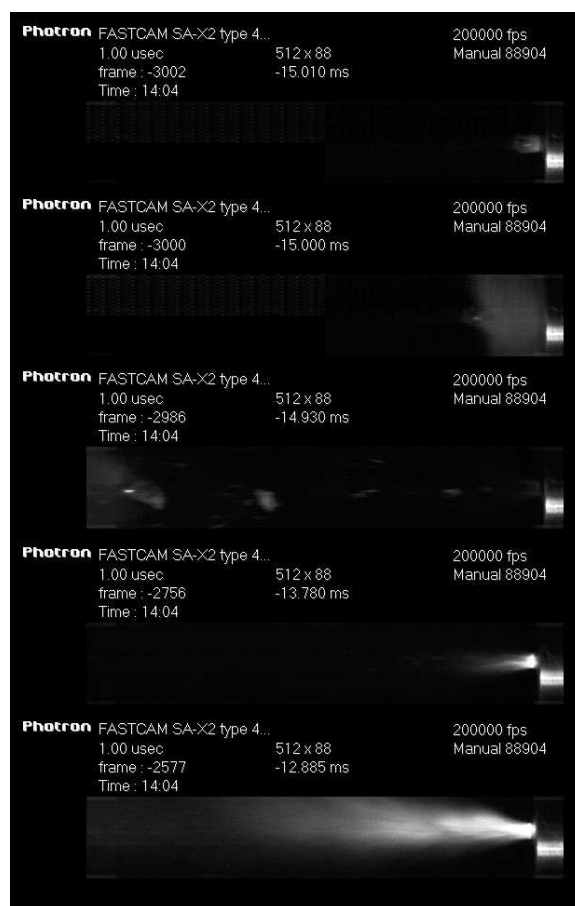 Photron FASTCAM SA-X2 type 4... 200000 fps
1.00 usec 512 x 88 Manual 88904
frame : -3002 -15.010 ms
Time : 14:04
Photron FASTCAM SA-X2 type 4... 200000 fps
1.00 usec 512 x 88 Manual 88904
frame : -3000 -15.000 ms
Time : 14:04
Photron FASTCAM SA-X2 type 4... 200000 fps
1.00 usec 512 x 88 Manual 88904
frame : -2986 -14.930 ms
Time : 14:04
Photron FASTCAM SA-X2 type 4... 200000 fps
1.00 usec 512 x 88 Manual 88904
frame : -2756 -13.780 ms
Time : 14:04
Photron FASTCAM SA-X2 type 4... 200000 fps
1.00 usec 512 x 88 Manual 88904
frame : -2577 -12.885 ms
Time : 14:04